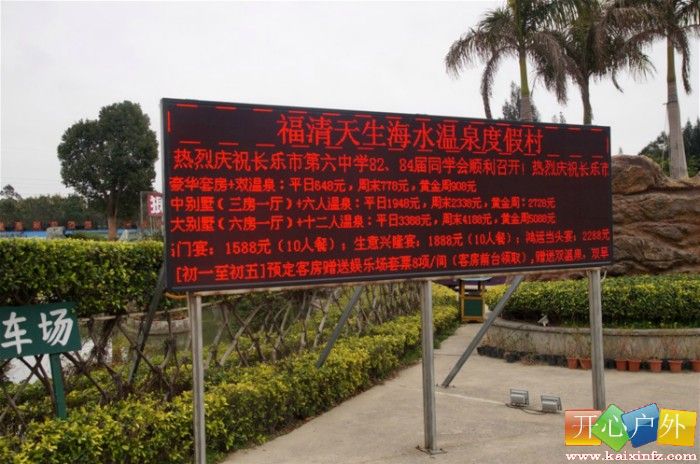 福清天生海水温泉度假村
热烈庆祝长乐市第六中学82、84届同学会顺利召开！热烈庆祝长乐市
豪华套房+双温泉：平日648元，周末778元，黄金周908元
中别墅（三房一厅）+六人温泉：平日1948元，周末2338元，黄金周：2728元
大别墅（六房一厅）+十二人温泉：平日3388元，周末4188元，黄金周5088元
门宴：1588元（10人餐）；生意兴隆宴：1888元（10人餐）；鸿运当头宴：2288
[初一至初五]预定客房赠送娱乐场套票8项/间（客房前台领取），赠送双温泉，双早
车场
开心户外
www.kaixinfz.com